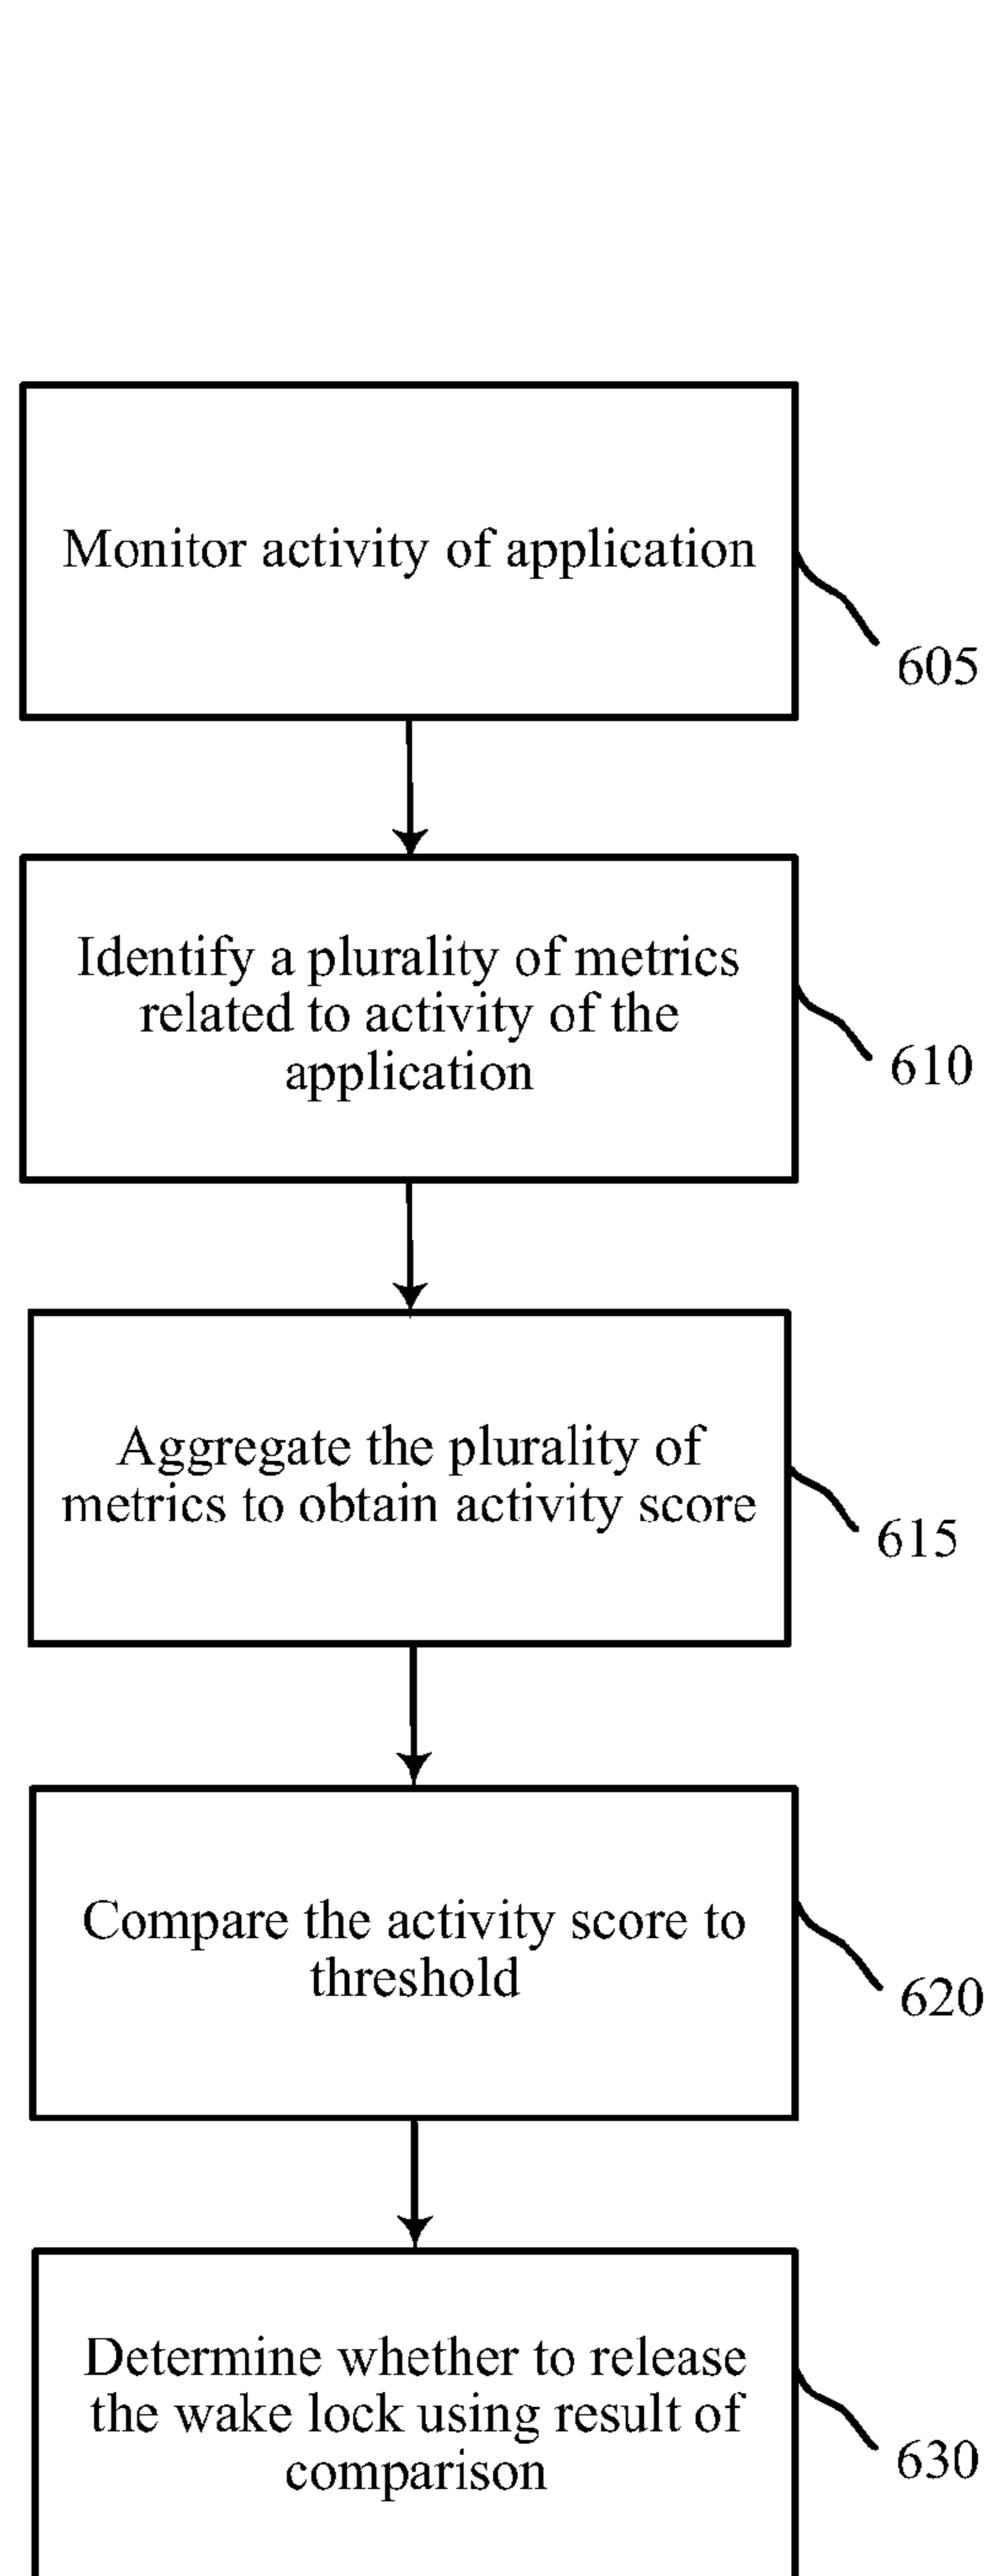 Monitor activity of application
605
Identify a plurality of metrics
related to activity of the
application
610
Aggregate the plurality of
metrics to obtain activity score
615
Compare the activity score to
threshold
620
Determine whether to release
the wake lock using result of
comparison
630